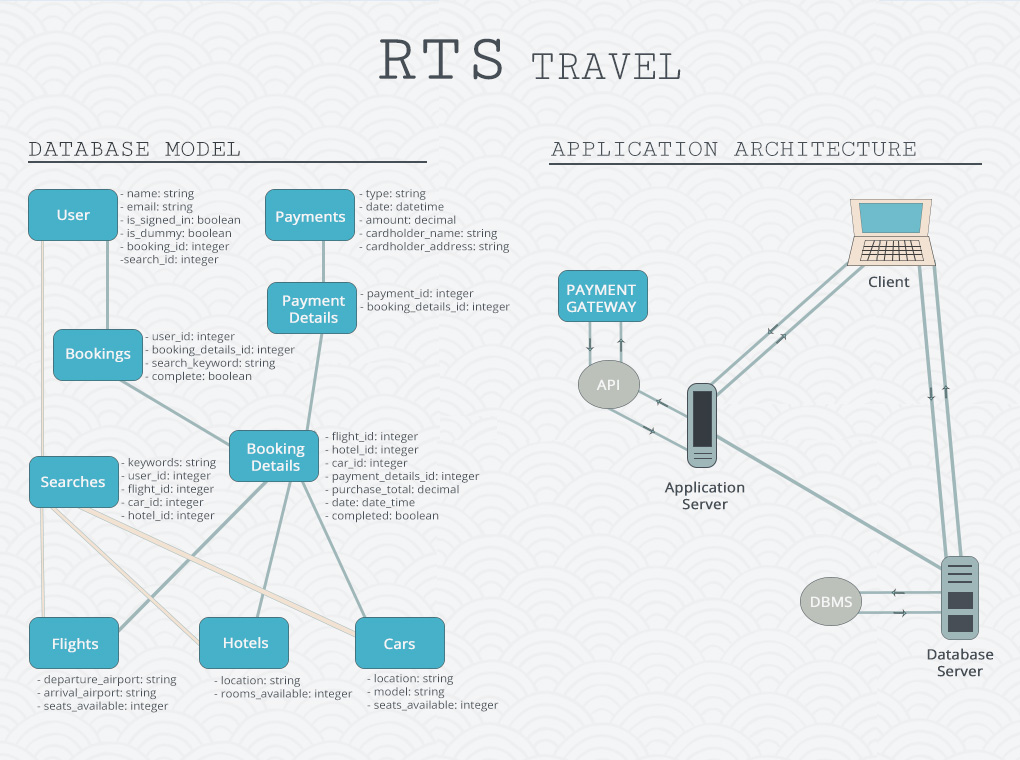 RTS TRAVEL
DATABASE MODEL
User
- name: string
- email: string
- is_signed_in: boolean
- is_dummy: boolean
- booking_id: integer
-search_id: integer
Payments
- type: string
- date: datetime
- amount: decimal
- cardholder_name: string
- cardholder_address: string
Payment
Details
- payment_id: integer
- booking_details_id: integer
Bookings
- user_id: integer
- booking_details_id: integer
- search_keyword: string
- complete: boolean
Booking
Details
- flight_id: integer
- hotel_id: integer
- car_id: integer
- payment_details_id: integer
- purchase_total: decimal
- date: date_time
- completed: boolean
Searches
- keywords: string
- user_id: integer
- flight_id: integer
- car_id: integer
- hotel_id: integer
Flights
- departure_airport: string
- arrival_airport: string
- seats_available: integer
Hotels
- location: string
- rooms_available: integer
Cars
- location: string
- model: string
- seats_available: integer
APPLICATION ARCHITECTURE
Client
PAYMENT
GATEWAY
API
Application
Server
DBMS
Database
Server